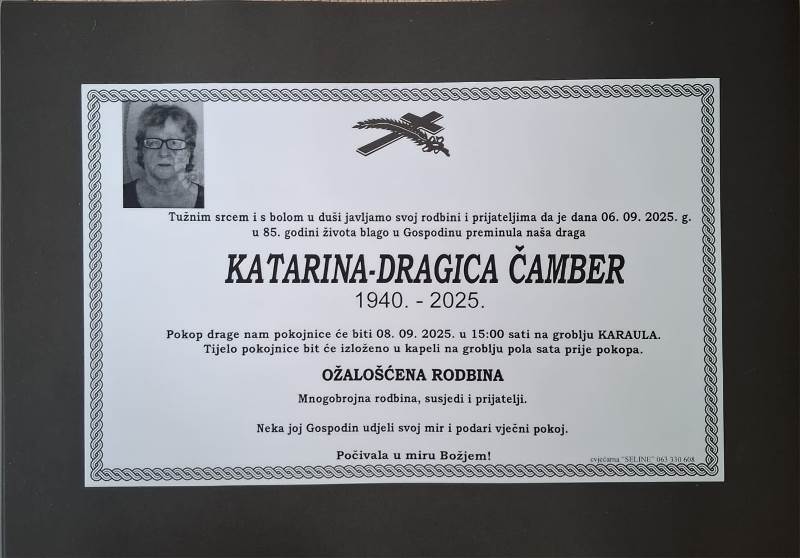 Tužnim srcem i s bolom u duši javljamo svoj rodbini i prijateljima da je dana 06. 09. 2025. g.
u 85. godini života blago u Gospodinu preminula naša draga
KATARINA-DRAGICA ČAMBER
1940. - 2025.
Pokop drage nam pokojnice će biti 08. 09. 2025. u 15:00 sati na groblju KARAULA.
Tijelo pokojnice bit će izloženo u kapeli na groblju pola sata prije pokopa.
OŽALOŠĆENA RODBINA
Mnogobrojna rodbina, susjedi i prijatelji.
Neka joj Gospodin udjeli svoj mir i podari vječni pokoj.
Počivala u miru Božjem!
cvjećarna "SELINE" 063 330 608